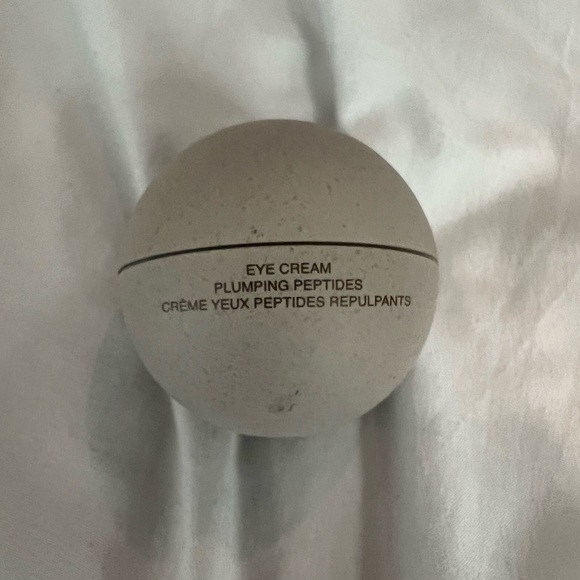 EYE CREAM
PLUMPING PEPTIDES
CRÈME YEUX PEPTIDES REPULPANTS